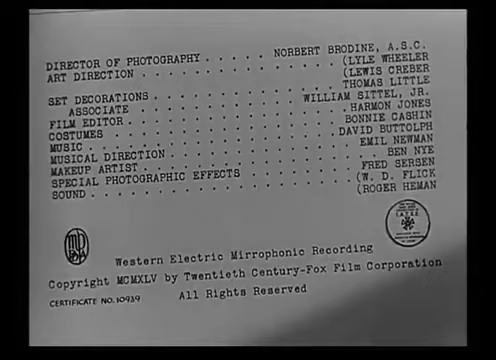 DIRECTOR OF PHOTOGRAPHY . . . . . NORBERT BRODINE, A.S.C.
ART DIRECTION . . . . . . . . . . . . . (LYLE WHEELER
(LEWIS CREBER
SET DECORATIONS . . . . . . . . . . . . THOMAS LITTLE
ASSOCIATE . . . . . . . . . . . WILLIAM SITTEL, JR.
FILM EDITOR . . . . . . . . . . . . . . HARMON JONES
COSTUMES . . . . . . . . . . . . . . . BONNIE CASHIN
MUSIC . . . . . . . . . . . . . . . . DAVID BUTTOLPH
MUSICAL DIRECTION . . . . . . . . . . . EMIL NEWMAN
MAKEUP ARTIST . . . . . . . . . . . . . . . BEN NYE
SPECIAL PHOTOGRAPHIC EFFECTS . . . . . . FRED SERSEN
SOUND . . . . . . . . . . . . . . . . . (W. D. FLICK
(ROGER HEMAN
I.A.T.S.E.
Western Electric Mirrophonic Recording
Copyright MCMXLV by Twentieth Century-Fox Film Corporation
CERTIFICATE NO. 10939
All Rights Reserved